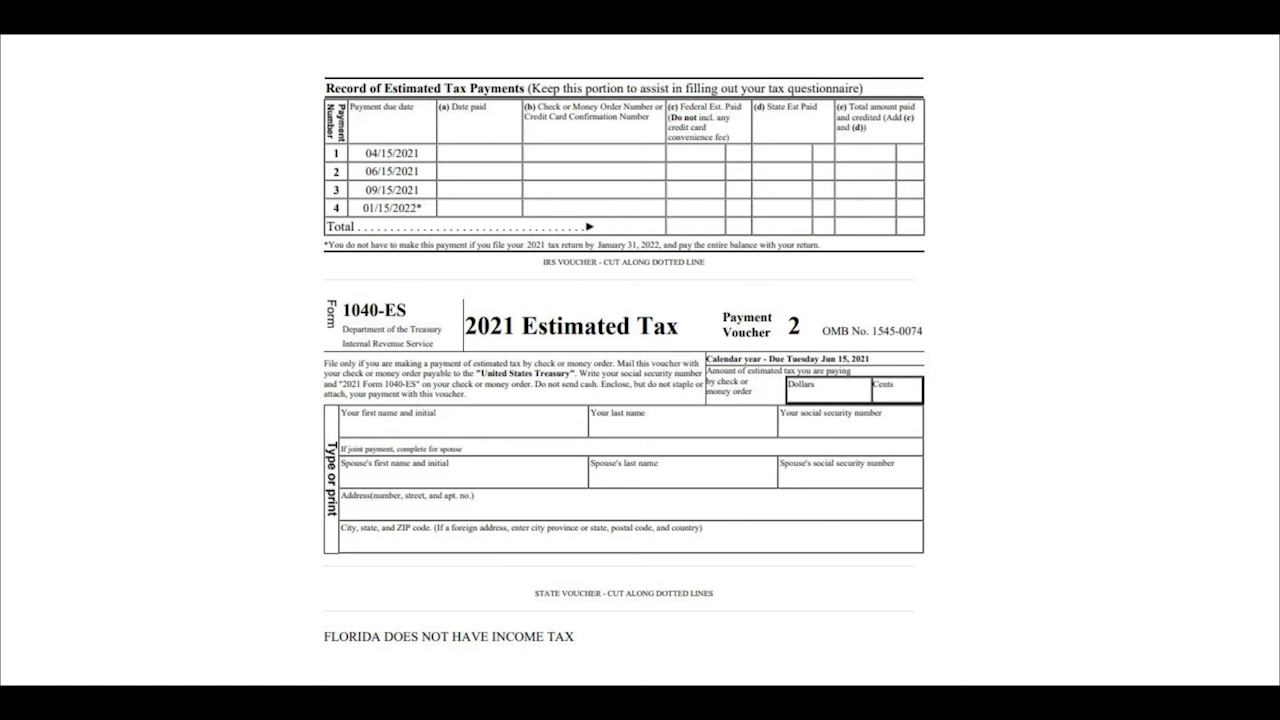 Record of Estimated Tax Payments (Keep this portion to assist in filling out your tax questionnaire)
Payment Number
Payment due date
(a) Date paid
(b) Check or Money Order Number or
Credit Card Confirmation Number
(c) Federal Est. Paid
(Do not incl. any
credit card
convenience fee)
(d) State Est Paid
(e) Total amount paid
and credited (Add (c)
and (d))
1 04/15/2021
2 06/15/2021
3 09/15/2021
4 01/15/2022*
Total . . . . . . . . . . . . . . . . . . . . . . . . . . . . . . . . . . ▶
*You do not have to make this payment if you file your 2021 tax return by January 31, 2022, and pay the entire balance with your return.
IRS VOUCHER - CUT ALONG DOTTED LINE
Form
1040-ES
Department of the Treasury
Internal Revenue Service
2021 Estimated Tax
Payment
Voucher 2
OMB No. 1545-0074
File only if you are making a payment of estimated tax by check or money order. Mail this voucher with
your check or money order payable to the "United States Treasury". Write your social security number
and "2021 Form 1040-ES" on your check or money order. Do not send cash. Enclose, but do not staple or
attach, your payment with this voucher.
Calendar year - Due Tuesday Jun 15, 2021
Amount of estimated tax you are paying
by check or
money order
Dollars
Cents
Type or print
Your first name and initial
Your last name
Your social security number
If joint payment, complete for spouse
Spouse's first name and initial
Spouse's last name
Spouse's social security number
Address(number, street, and apt. no.)
City, state, and ZIP code. (If a foreign address, enter city province or state, postal code, and country)
STATE VOUCHER - CUT ALONG DOTTED LINES
FLORIDA DOES NOT HAVE INCOME TAX